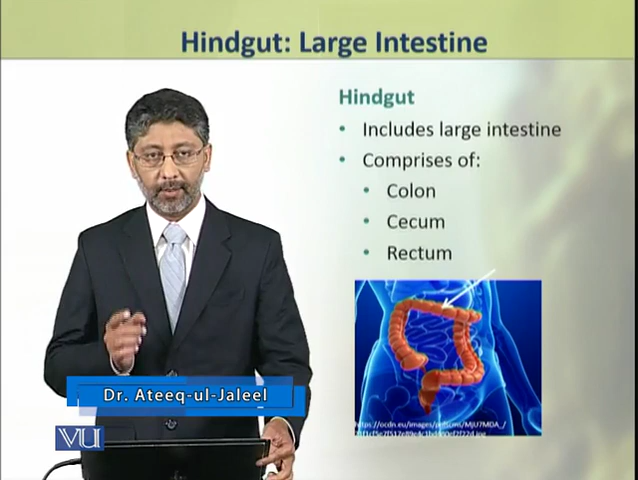 Hindgut: Large Intestine
Hindgut
• Includes large intestine
• Comprises of:
• Colon
• Cecum
• Rectum
Dr. Ateeq-ul-Jaleel
VU